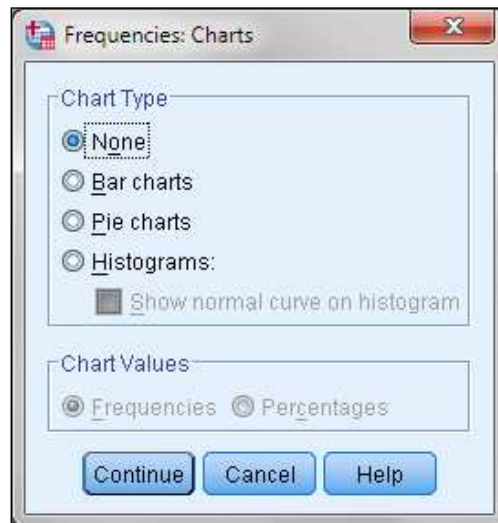 Frequencies: Charts
Chart Type
None
Bar charts
Pie charts
Histograms:
Show normal curve on histogram
Chart Values
Frequencies Percentages
Continue Cancel Help